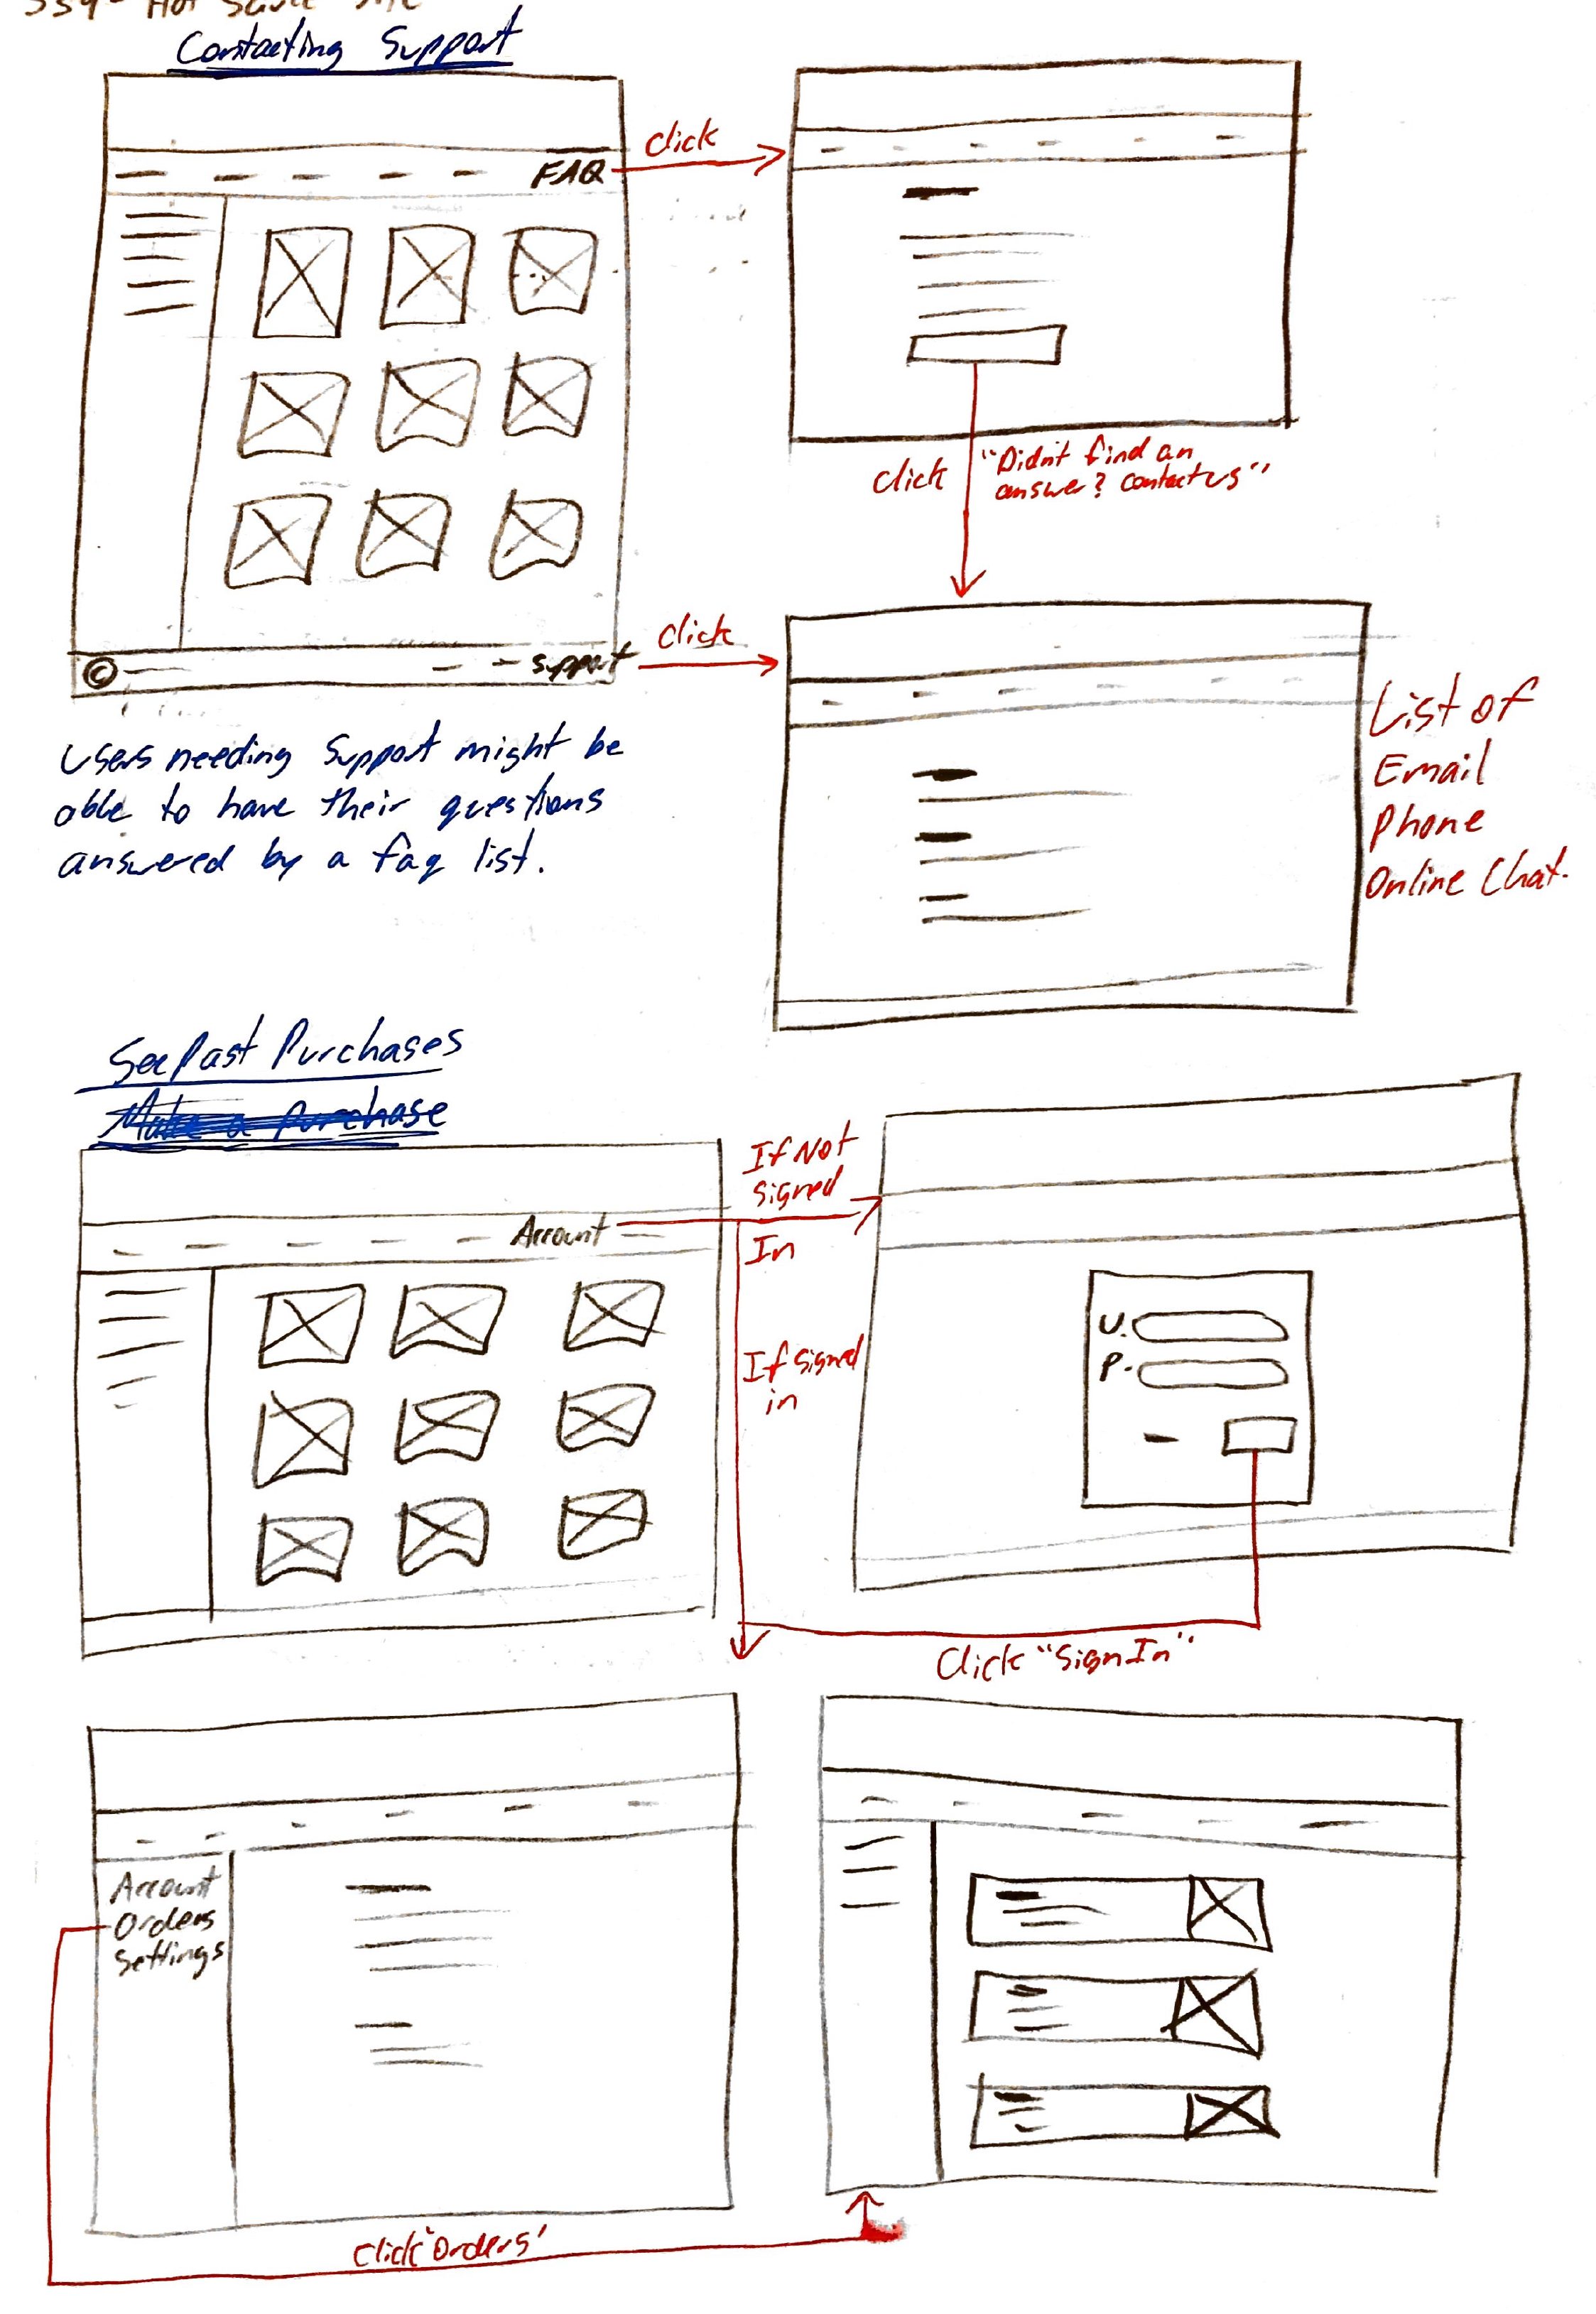 Contacting Support
click
FAQ
click
"Didn't find an
answer? contact us"
click
© support
List of
Email
Phone
Online Chat.
Users needing Support might be
able to have their questions
answered by a faq list.
See Past Purchases
Make a Purchase
If Not
signed
In
Account
If signed
in
U.
P.
Click "Sign In"
Account
Orders
Settings
Click "Orders'